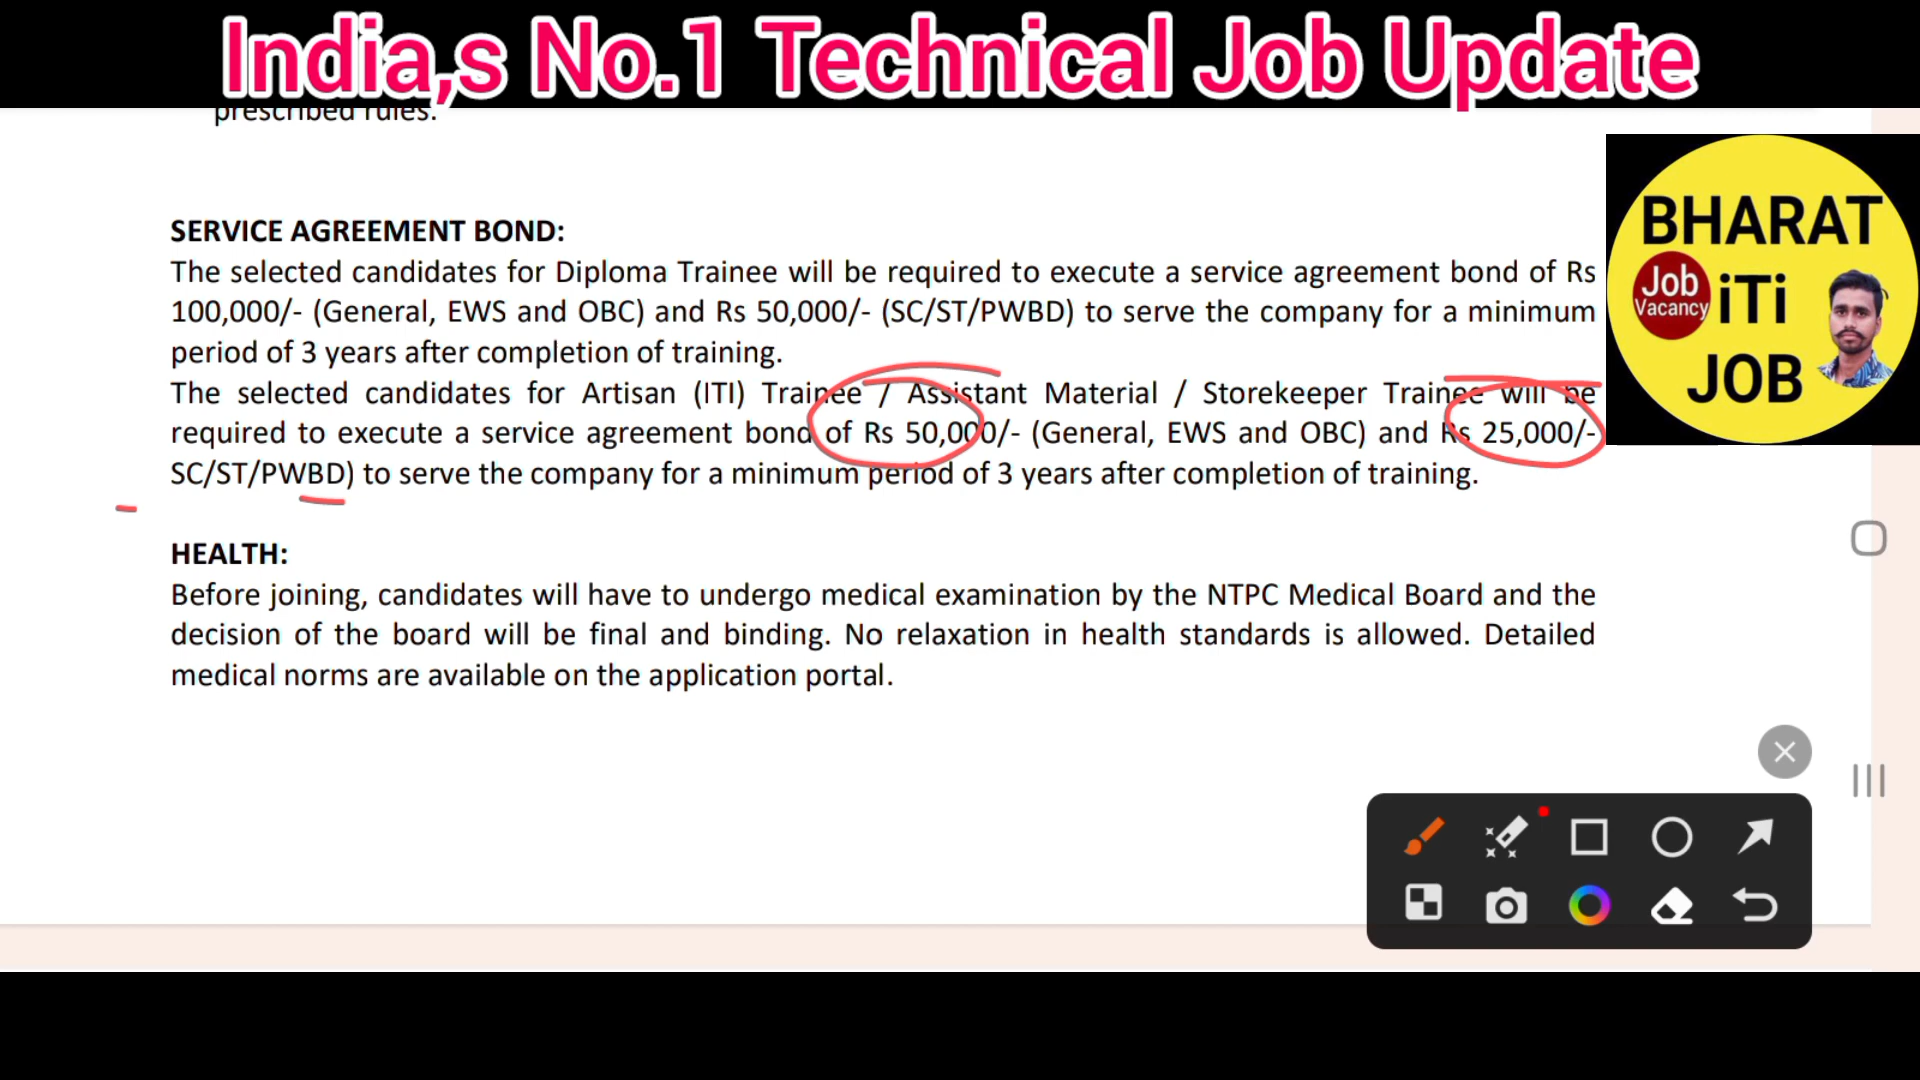 India,s No.1 Technical Job Update
prescribed rules.
SERVICE AGREEMENT BOND:
The selected candidates for Diploma Trainee will be required to execute a service agreement bond of Rs
100,000/- (General, EWS and OBC) and Rs 50,000/- (SC/ST/PWBD) to serve the company for a minimum
period of 3 years after completion of training.
The selected candidates for Artisan (ITI) Trainee / Assistant Material / Storekeeper Trainee will be
required to execute a service agreement bond of Rs 50,000/- (General, EWS and OBC) and Rs 25,000/-
SC/ST/PWBD) to serve the company for a minimum period of 3 years after completion of training.
HEALTH:
Before joining, candidates will have to undergo medical examination by the NTPC Medical Board and the
decision of the board will be final and binding. No relaxation in health standards is allowed. Detailed
medical norms are available on the application portal.
BHARAT
Job
Vacancy
iTi
JOB